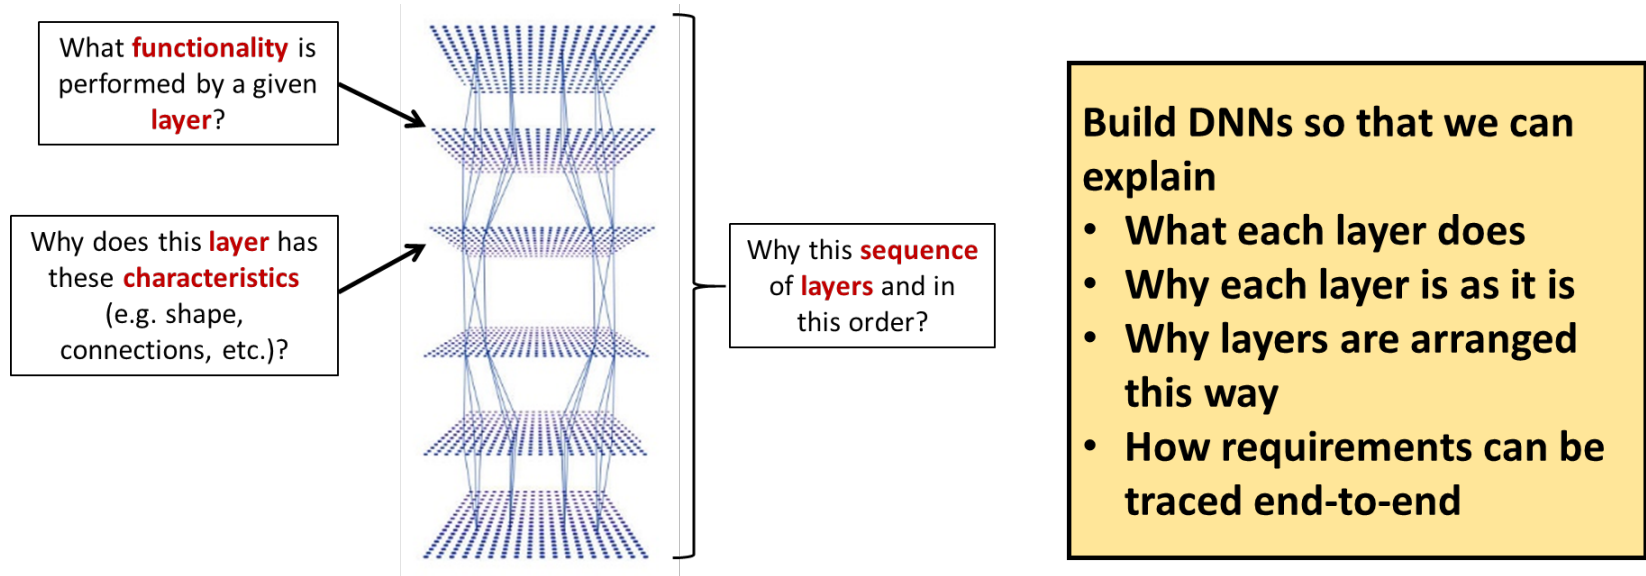 What functionality is
performed by a given
layer?
Why does this layer has
these characteristics
(e.g. shape,
connections, etc.)?
Why this sequence
of layers and in
this order?
Build DNNs so that we can
explain
• What each layer does
• Why each layer is as it is
• Why layers are arranged
this way
• How requirements can be
traced end-to-end